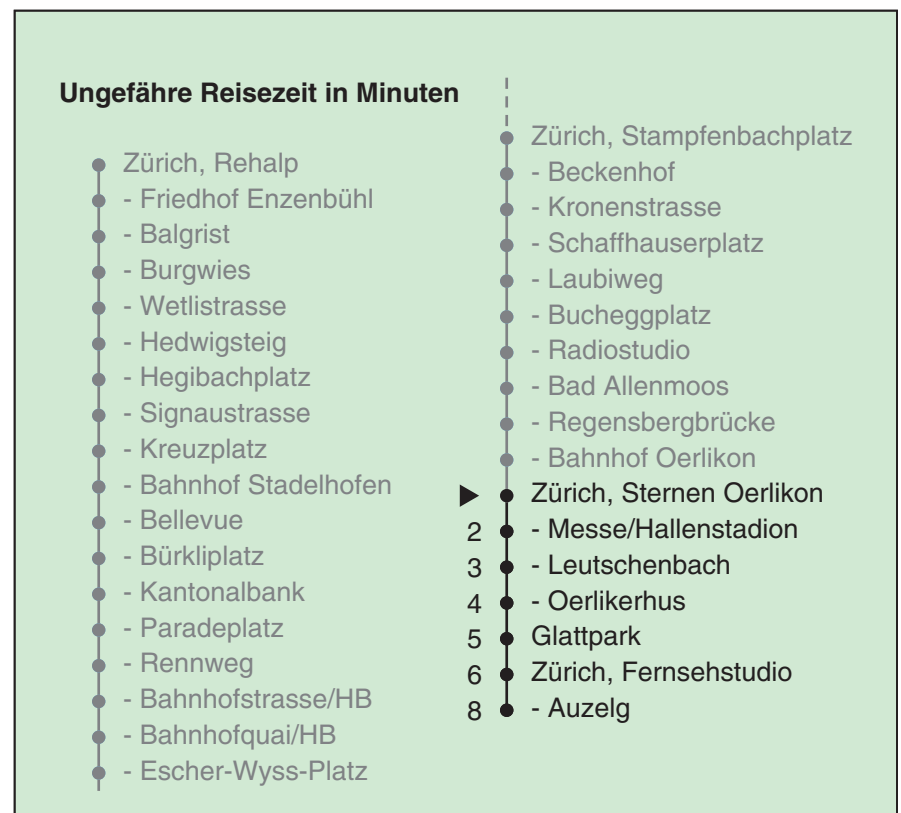 Ungefähre Reisezeit in Minuten
Zürich, Rehalp
- Friedhof Enzenbühl
- Balgrist
- Burgwies
- Wetlistrasse
- Hedwigsteig
- Hegibachplatz
- Signaustrasse
- Kreuzplatz
- Bahnhof Stadelhofen
- Bellevue
- Bürkliplatz
- Kantonalbank
- Paradeplatz
- Rennweg
- Bahnhofstrasse/HB
- Bahnhofquai/HB
- Escher-Wyss-Platz
Zürich, Stampfenbachplatz
- Beckenhof
- Kronenstrasse
- Schaffhauserplatz
- Laubiweg
- Bucheggplatz
- Radiostudio
- Bad Allenmoos
- Regensbergbrücke
- Bahnhof Oerlikon
Zürich, Sternen Oerlikon
2 - Messe/Hallenstadion
3 - Leutschenbach
4 - Oerlikerhus
5 Glattpark
6 Zürich, Fernsehstudio
8 - Auzelg